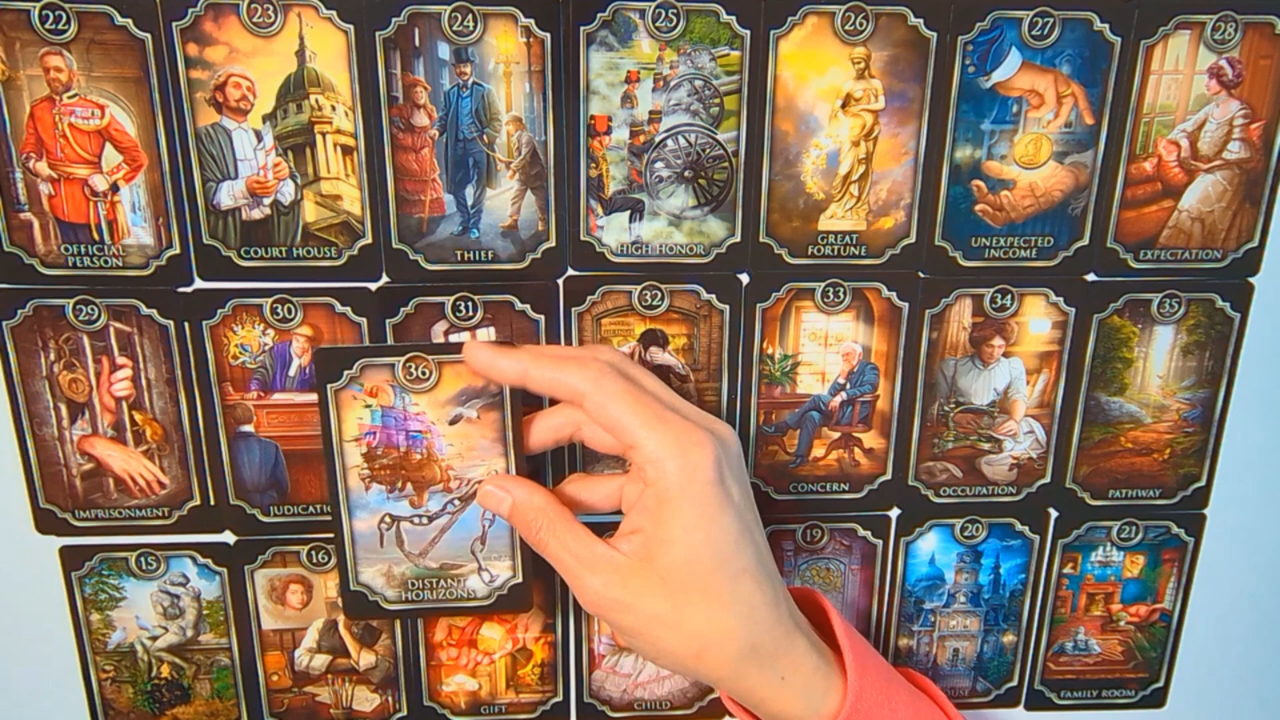 22
OFFICIAL
PERSON
23
COURT HOUSE
24
THIEF
25
HIGH HONOR
26
GREAT
FORTUNE
27
UNEXPECTED
INCOME
28
EXPECTATION
29
IMPRISONMENT
30
JUDICATI
31
32
33
CONCERN
34
OCCUPATION
35
PATHWAY
36
DISTANT
HORIZONS
15
16
GIFT
CHILD
19
20
21
FAMILY ROOM